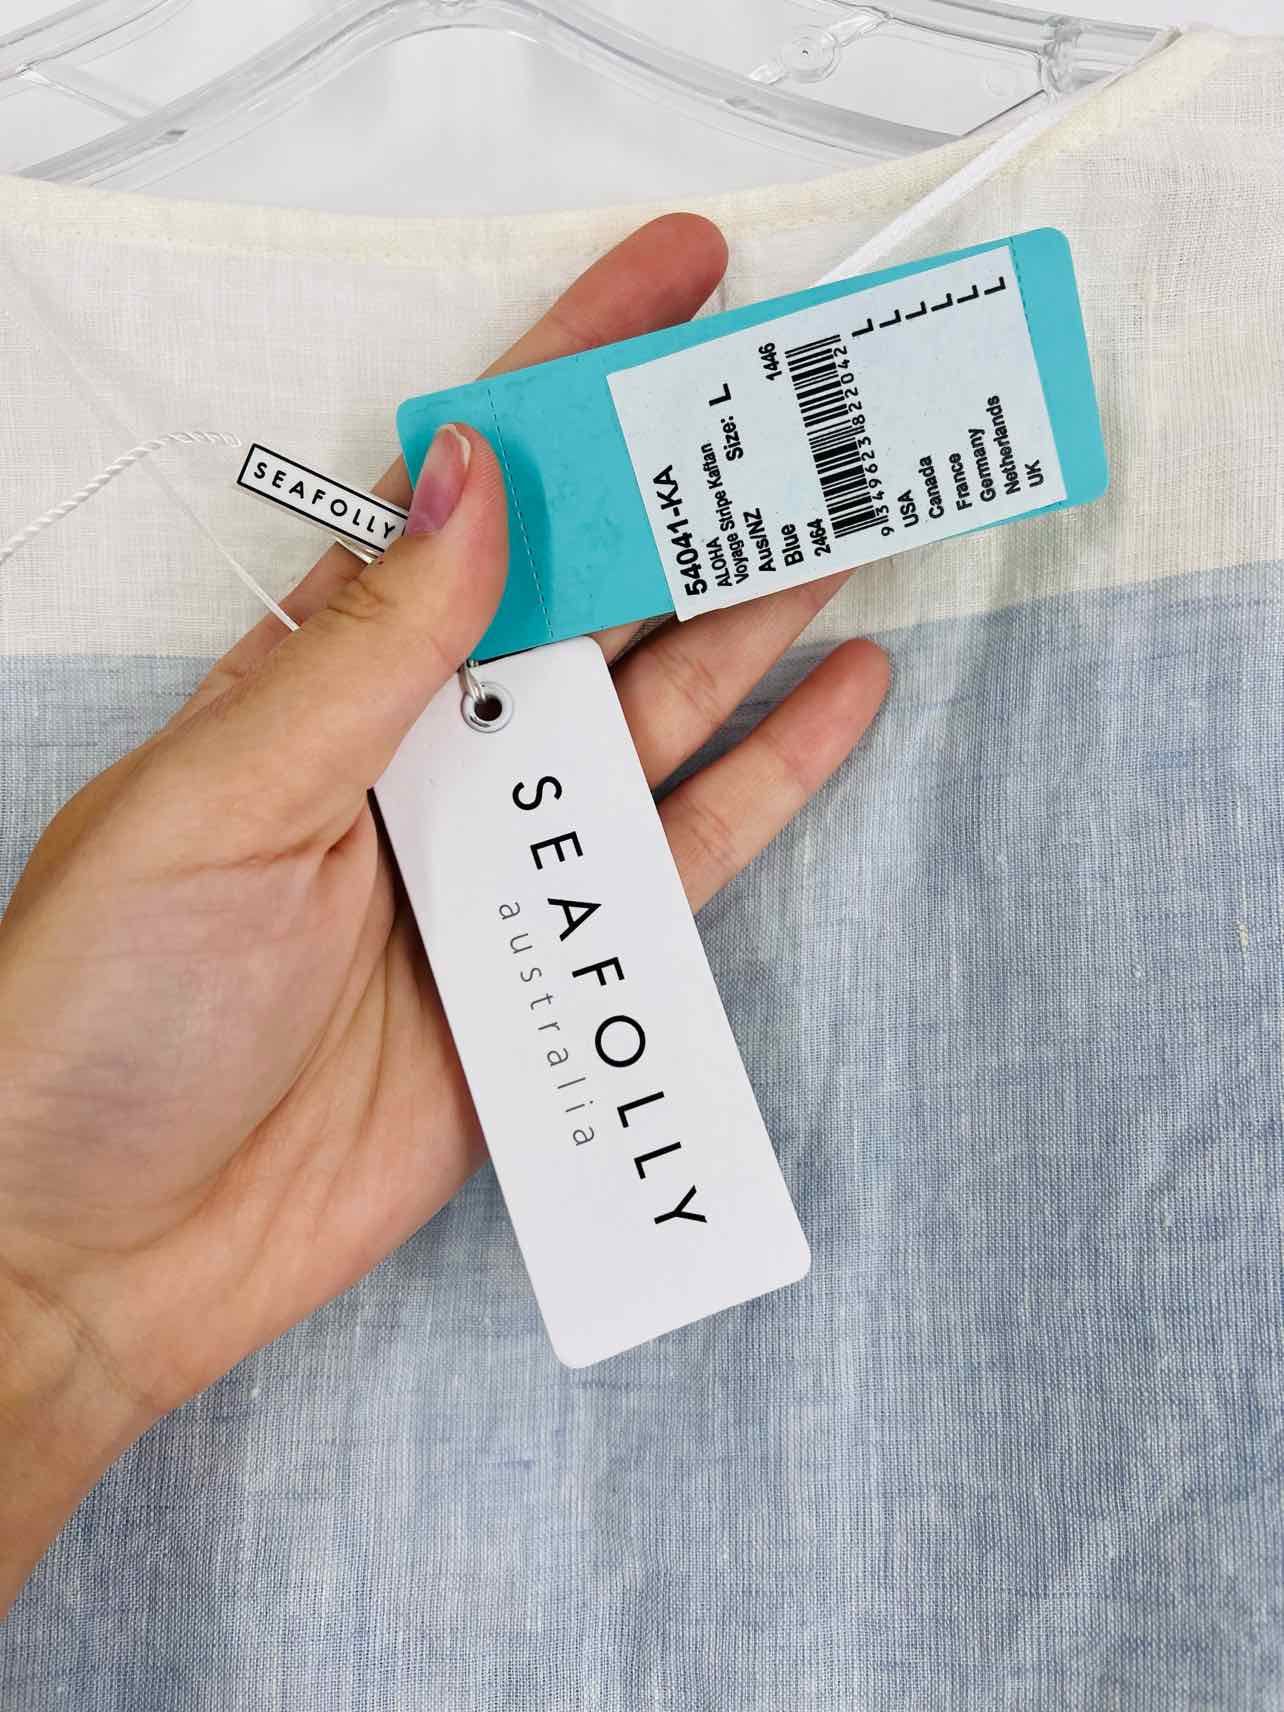 SEAFOLLY
54041-KA
ALOHA
Voyage Stripe Kaftan
Aus/NZ Size: L
Blue
2464 1446
9349623822042
USA L
Canada L
France L
Germany L
Netherlands L
UK L
SEAFOLLY
australia